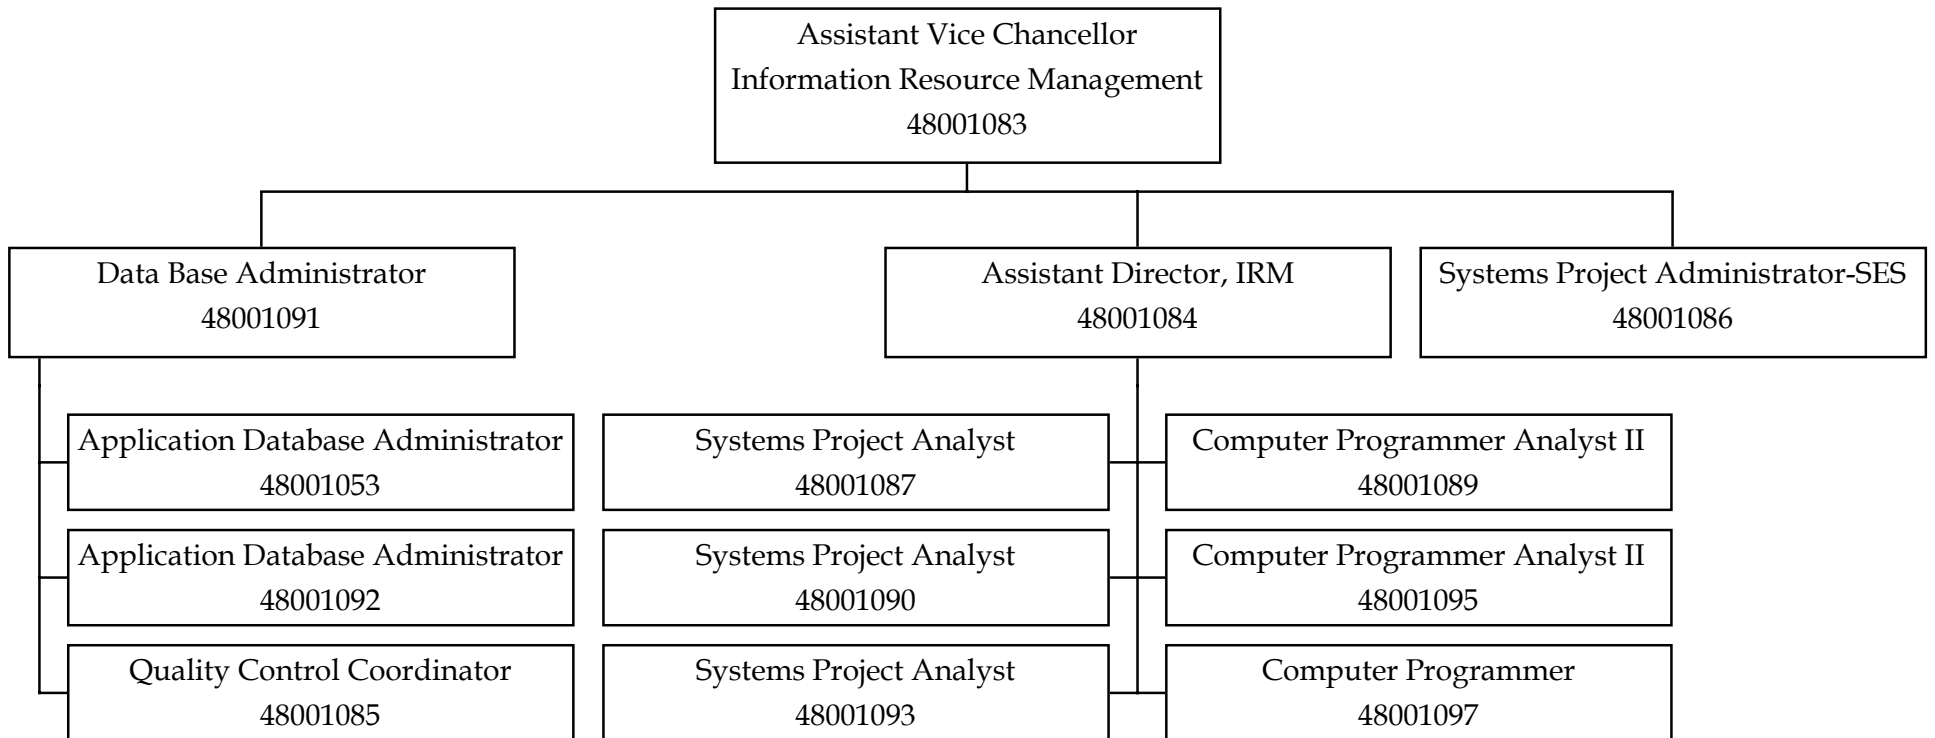 Assistant Vice Chancellor
Information Resource Management
48001083
Data Base Administrator
48001091
Assistant Director, IRM
48001084
Systems Project Administrator-SES
48001086
Application Database Administrator
48001053
Systems Project Analyst
48001087
Computer Programmer Analyst II
48001089
Application Database Administrator
48001092
Systems Project Analyst
48001090
Computer Programmer Analyst II
48001095
Quality Control Coordinator
48001085
Systems Project Analyst
48001093
Computer Programmer
48001097